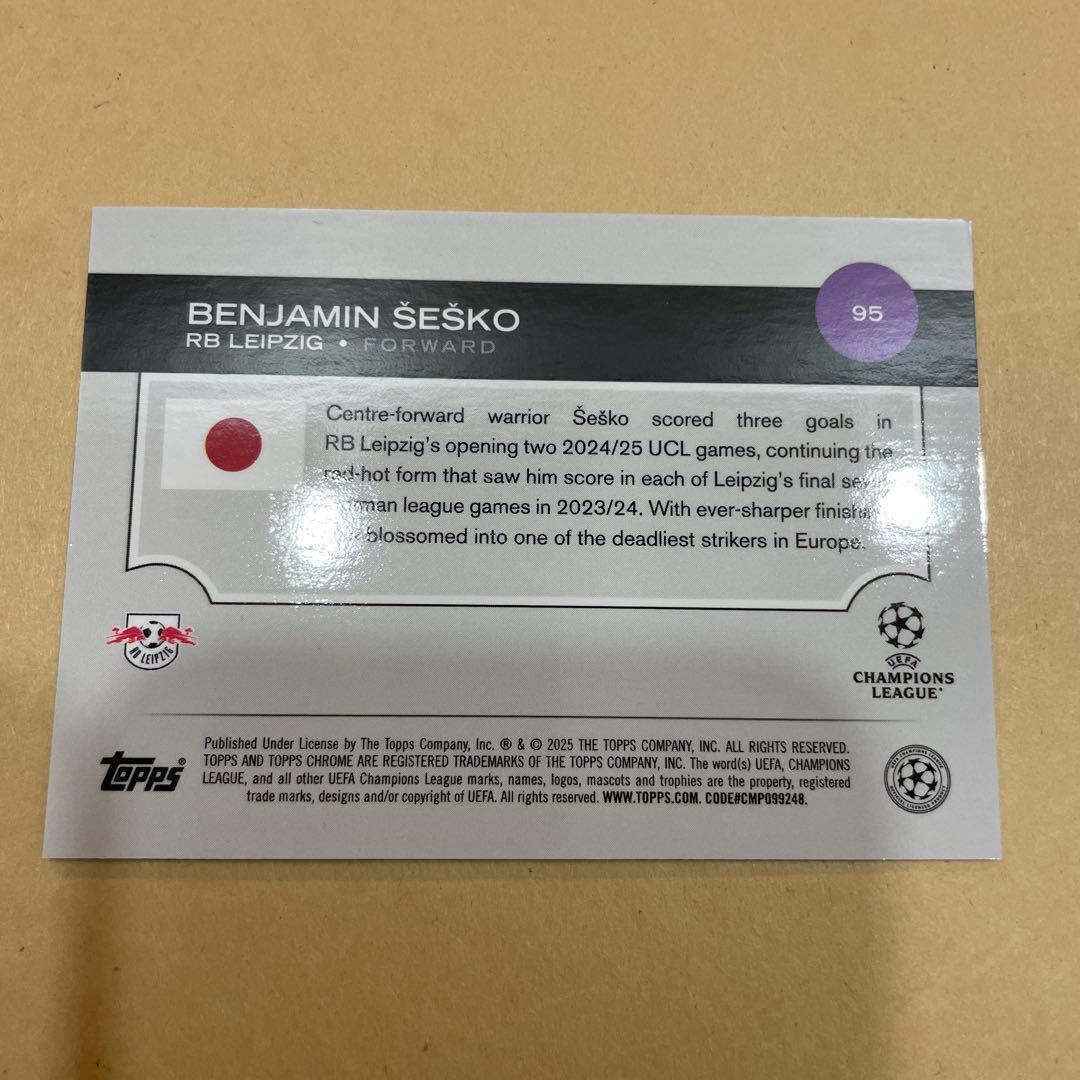 BENJAMIN ŠEŠKO
RB LEIPZIG • FORWARD
95
Centre-forward warrior Šeško scored three goals in
RB Leipzig's opening two 2024/25 UCL games, continuing the
red-hot form that saw him score in each of Leipzig's final
league games in 2023/24. With ever-sharper
blossomed into one of the deadliest strikers in Europe.
RB LEIPZIG
UEFA
CHAMPIONS
LEAGUE
topps®
Published Under License by The Topps Company, Inc. ® & © 2025 THE TOPPS COMPANY, INC. ALL RIGHTS RESERVED.
TOPPS AND TOPPS CHROME ARE REGISTERED TRADEMARKS OF THE TOPPS COMPANY, INC. The word(s) UEFA, CHAMPIONS
LEAGUE, and all other UEFA Champions League marks, names, logos, mascots and trophies are the property, registered
trade marks, designs and/or copyright of UEFA. All rights reserved. WWW.TOPPS.COM. CODE#CMP099248.